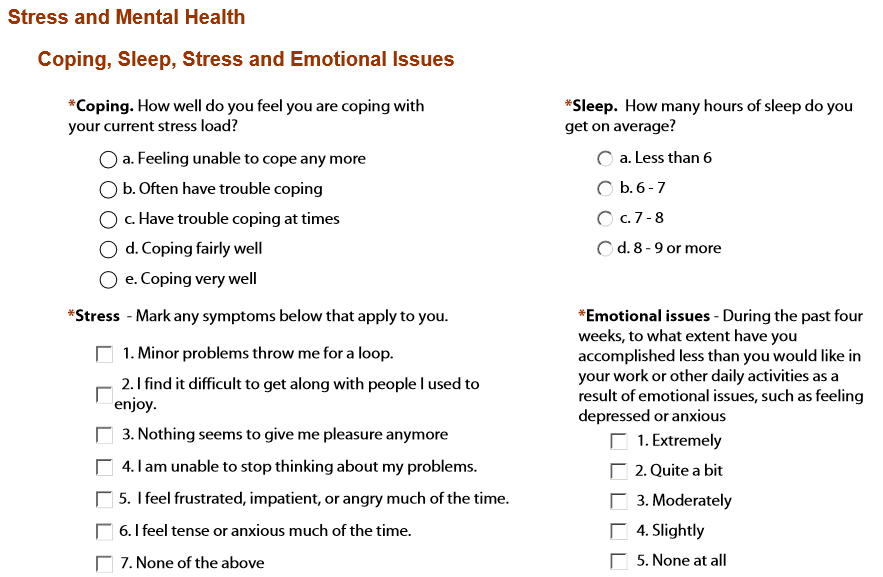 Stress and Mental Health
Coping, Sleep, Stress and Emotional Issues
*Coping. How well do you feel you are coping with
your current stress load?
a. Feeling unable to cope any more
b. Often have trouble coping
c. Have trouble coping at times
d. Coping fairly well
e. Coping very well
*Sleep. How many hours of sleep do you
get on average?
a. Less than 6
b. 6 - 7
c. 7 - 8
d. 8 - 9 or more
*Stress - Mark any symptoms below that apply to you.
1. Minor problems throw me for a loop.
2. I find it difficult to get along with people I used to
enjoy.
3. Nothing seems to give me pleasure anymore
4. I am unable to stop thinking about my problems.
5. I feel frustrated, impatient, or angry much of the time.
6. I feel tense or anxious much of the time.
7. None of the above
*Emotional issues - During the past four
weeks, to what extent have you
accomplished less than you would like in
your work or other daily activities as a
result of emotional issues, such as feeling
depressed or anxious
1. Extremely
2. Quite a bit
3. Moderately
4. Slightly
5. None at all